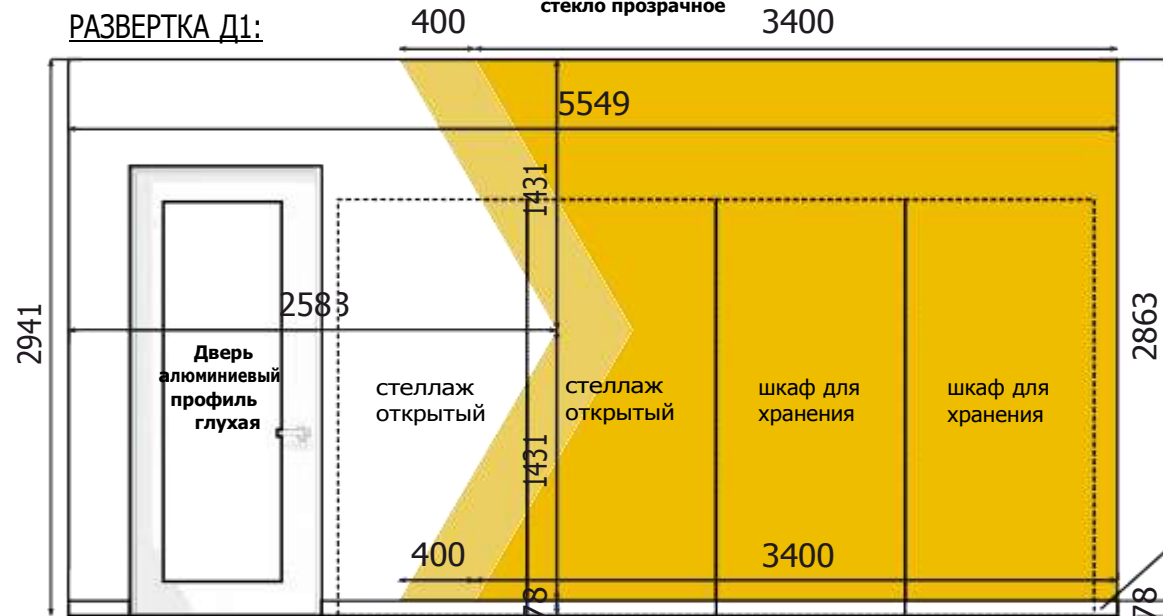 стекло прозрачное
РАЗВЕРТКА Д1:
400
3400
5549
1431
2941
2583
2863
Дверь
алюминиевый
профиль
глухая
стеллаж
открытый
стеллаж
открытый
шкаф для
хранения
шкаф для
хранения
1431
400
3400
78
78